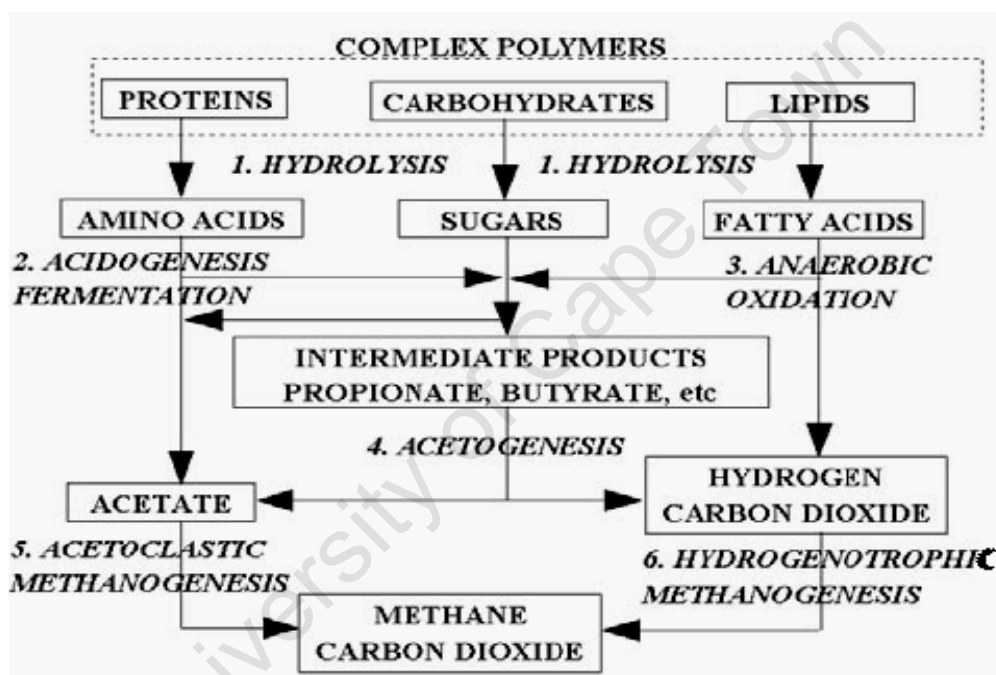 COMPLEX POLYMERS
PROTEINS
CARBOHYDRATES
LIPIDS
1. HYDROLYSIS
1. HYDROLYSIS
AMINO ACIDS
SUGARS
FATTY ACIDS
2. ACIDOGENESIS
FERMENTATION
3. ANAEROBIC
OXIDATION
INTERMEDIATE PRODUCTS
PROPIONATE, BUTYRATE, etc
4. ACETOGENESIS
ACETATE
HYDROGEN
CARBON DIOXIDE
5. ACETOCLASTIC
METHANOGENESIS
6. HYDROGENOTROPHIC
METHANOGENESIS
METHANE
CARBON DIOXIDE
iversity of Cape Town